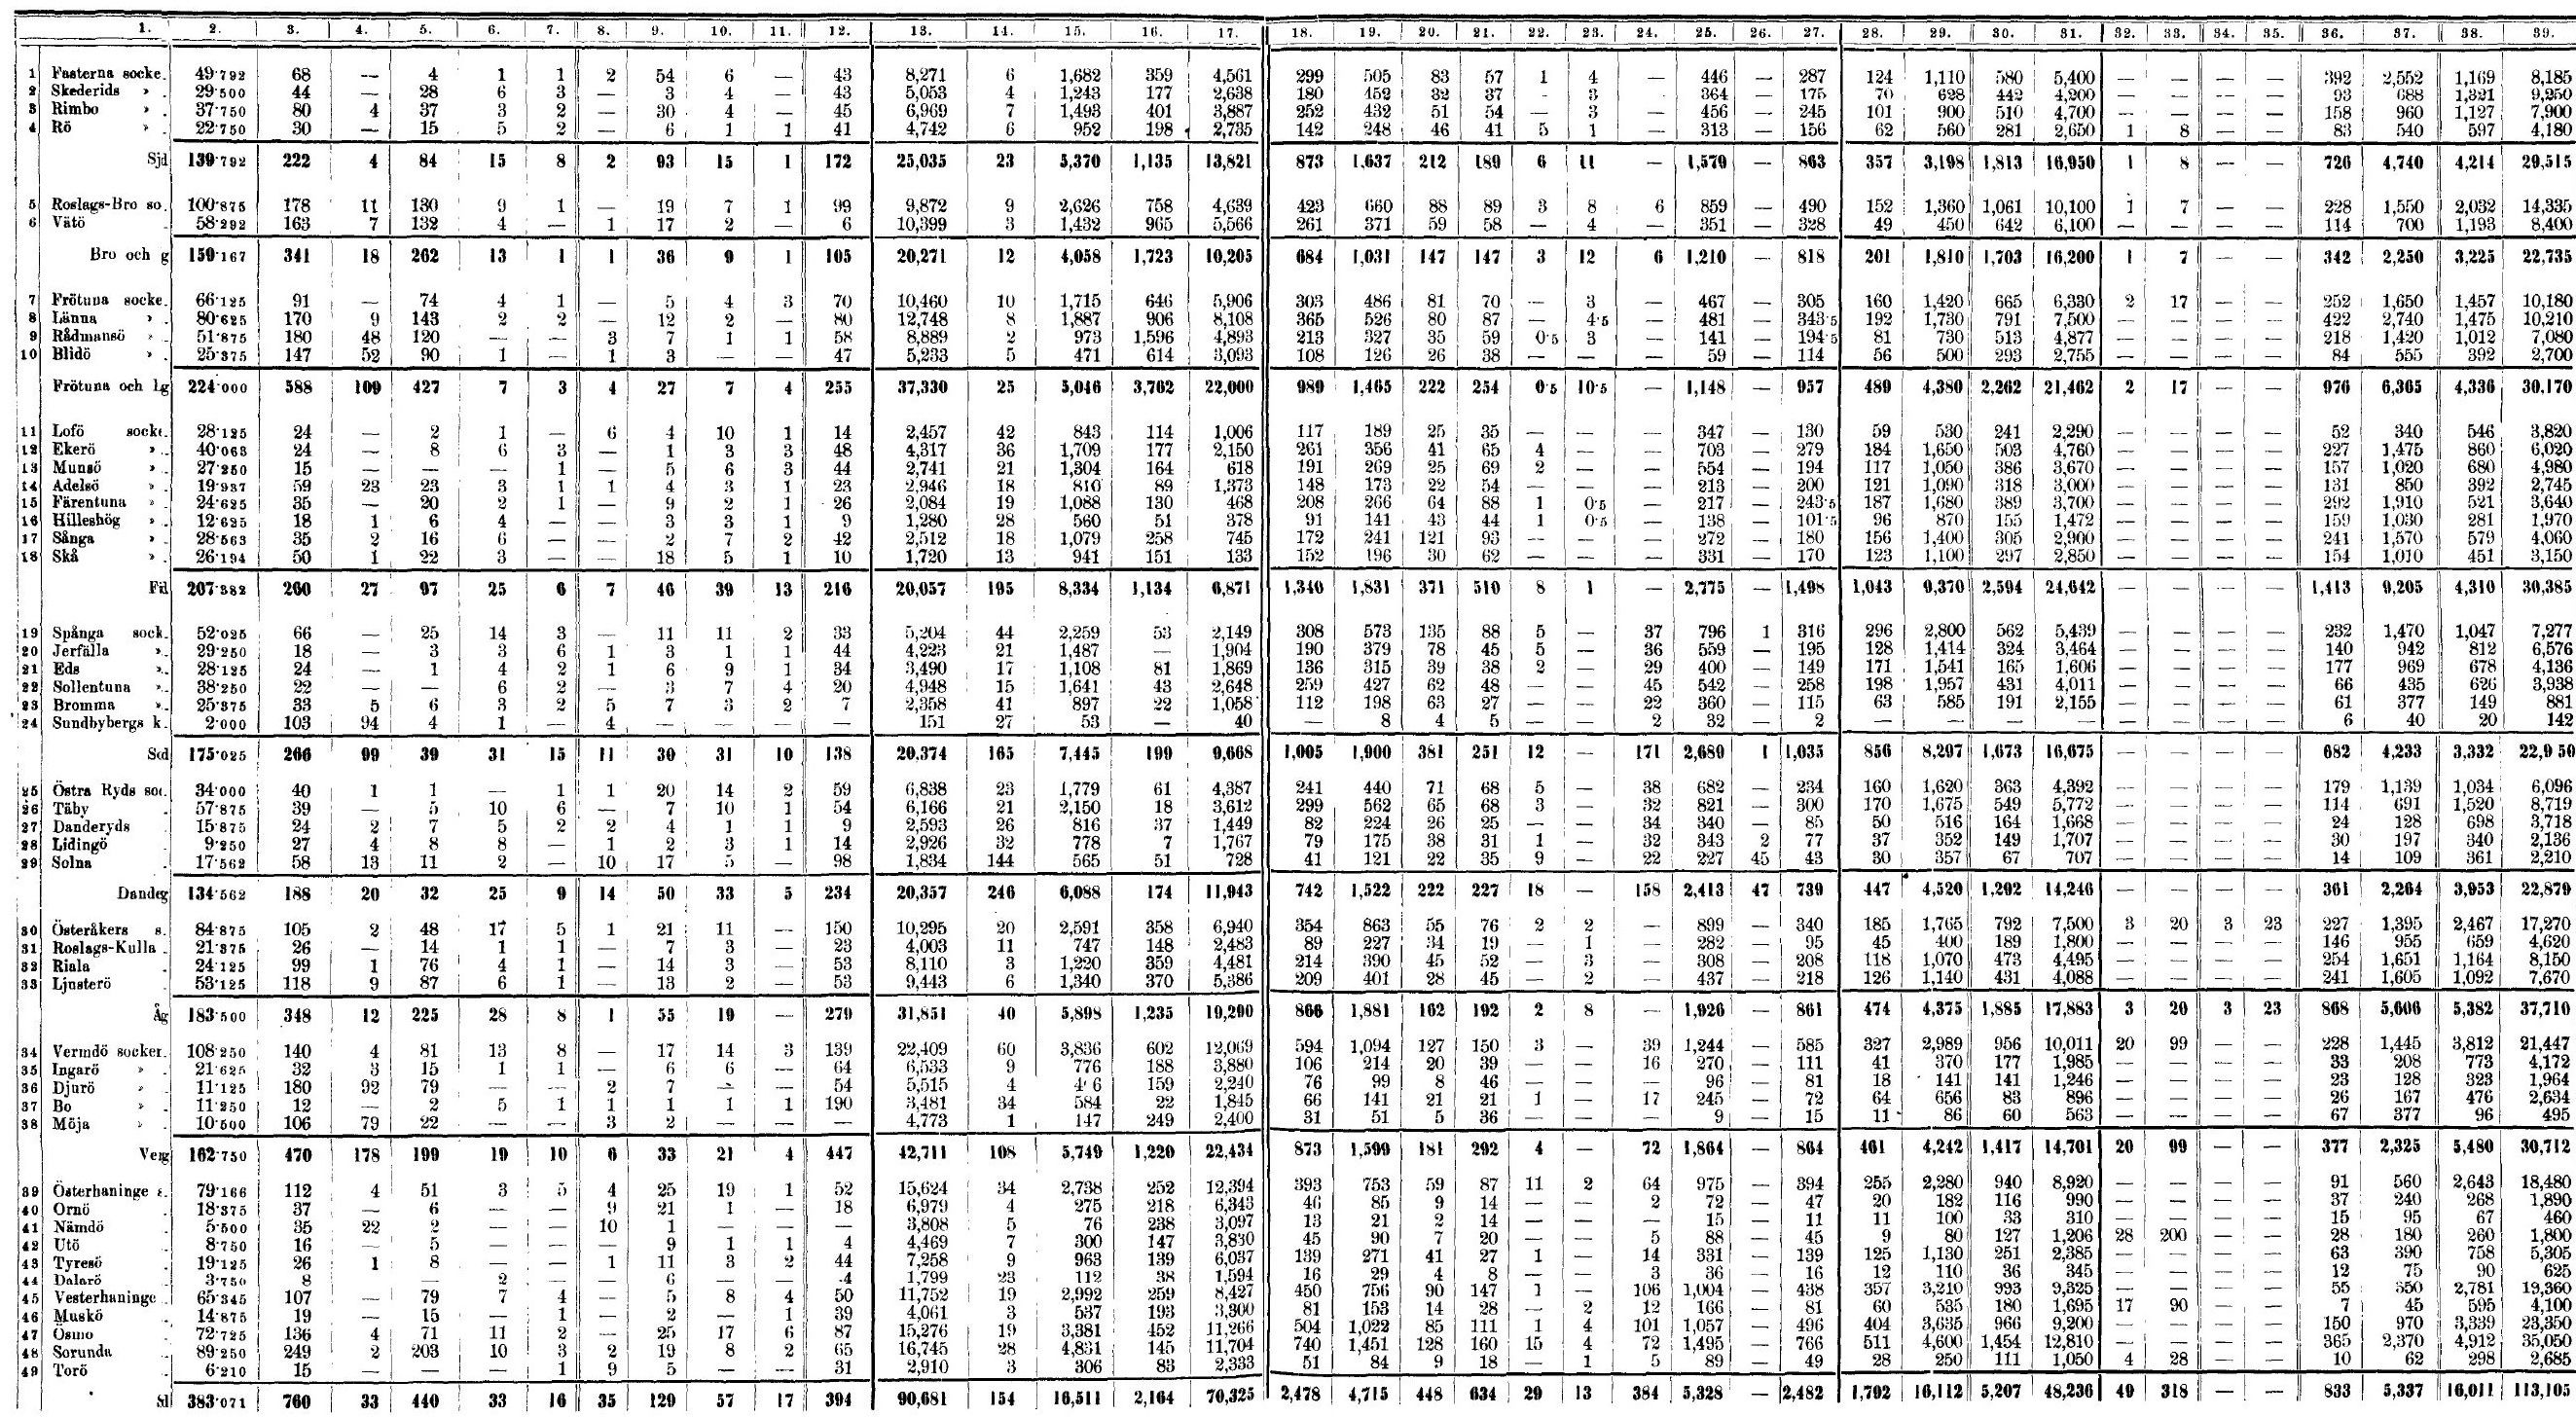 1. 2. 3. 4. 5. 6. 7. 8. 9. 10. 11. 12. 13. 14. 15. 16. 17. 18. 19. 20. 21. 22. 23. 24. 25. 26. 27. 28. 29. 30. 31. 32. 33. 34. 35. 36. 37. 38. 39.
1 Fasterna socke. 49·792 68 — 4 1 1 2 54 6 — 43 8,271 6 1,682 359 4,561 299 505 83 57 1 4 — 446 — 287 124 1,110 580 5,400 — — — — 392 2,552 1,169 8,185
2 Skederids » . 29·500 44 — 28 6 3 — 3 4 — 43 5,053 4 1,243 177 2,638 180 452 32 37 - 3 — 364 — 175 70 628 442 4,200 — — — — 93 688 1,321 9,250
3 Rimbo » . 37·750 80 4 37 3 2 — 30 4 — 45 6,969 7 1,493 401 3,887 252 432 51 54 — 3 — 456 — 245 101 900 510 4,700 — — — — 158 960 1,127 7,900
4 Rö » . 22·750 30 — 15 5 2 — 6 1 1 41 4,742 6 952 198 2,735 142 248 46 41 5 1 — 313 — 156 62 560 281 2,650 1 8 — — 83 540 597 4,180
Sjd 139·792 222 4 84 15 8 2 93 15 1 172 25,035 23 5,370 1,135 13,821 873 1,637 212 189 6 11 — 1,579 — 863 357 3,198 1,813 16,950 1 8 — — 726 4,740 4,214 29,515
5 Roslags-Bro so. 100·875 178 11 130 9 1 — 19 7 1 99 9,872 9 2,626 758 4,639 423 660 88 89 3 8 6 859 — 490 152 1,360 1,061 10,100 1 7 — — 228 1,550 2,032 14,335
6 Vätö . 58·292 163 7 132 4 — 1 17 2 — 6 10,399 3 1,432 965 5,566 261 371 59 58 — 4 — 351 — 328 49 450 642 6,100 — — — — 114 700 1,193 8,400
Bro och g 159·167 341 18 262 13 1 1 36 9 1 105 20,271 12 4,058 1,723 10,205 684 1,031 147 147 3 12 6 1,210 — 818 201 1,810 1,703 16,200 1 7 — — 342 2,250 3,225 22,735
7 Frötuna socke. 66·125 91 — 74 4 1 — 5 4 3 70 10,460 10 1,715 646 5,906 303 486 81 70 — 3 — 467 — 305 160 1,420 665 6,330 2 17 — — 252 1,650 1,457 10,180
8 Länna » . 80·625 170 9 143 2 2 — 12 2 — 80 12,748 8 1,887 906 8,108 365 526 80 87 — 4·5 — 481 — 343·5 192 1,730 791 7,500 — — — — 422 2,740 1,475 10,210
9 Rådmansö » . 51·875 180 48 120 — — 3 7 1 1 58 8,889 2 973 1,596 4,893 213 327 35 59 0·5 3 — 141 — 194·5 81 730 513 4,877 — — — — 218 1,420 1,012 7,080
10 Blidö » . 25·375 147 52 90 1 — 1 3 — — 47 5,233 5 471 614 3,093 108 126 26 38 — — — 59 — 114 56 500 293 2,755 — — — — 84 555 392 2,700
Frötuna och lg 224·000 588 109 427 7 3 4 27 7 4 255 37,330 25 5,046 3,762 22,000 989 1,465 222 254 0·5 10·5 — 1,148 — 957 489 4,380 2,262 21,462 2 17 — — 976 6,365 4,336 30,170
11 Lofö socke. 28·125 24 — 2 1 — 6 4 10 1 14 2,457 42 843 114 1,006 117 189 25 35 — — — 347 — 130 59 530 241 2,290 — — — — 52 340 546 3,820
12 Ekerö » . 40·063 24 — 8 6 3 — 1 3 3 48 4,317 36 1,709 177 2,150 261 356 41 65 4 — — 703 — 279 184 1,650 503 4,760 — — — — 227 1,475 860 6,020
13 Munsö » . 27·250 15 — — — 1 — 5 6 3 44 2,741 21 1,304 164 618 191 269 25 69 2 — — 554 — 194 117 1,050 386 3,670 — — — — 157 1,020 680 4,980
14 Adelsö » . 19·937 59 23 23 3 1 1 4 3 1 23 2,946 18 810 89 1,373 148 173 22 54 — — — 213 — 200 121 1,090 318 3,000 — — — — 131 850 392 2,745
15 Färentuna » . 24·625 35 — 20 2 1 — 9 2 1 26 2,084 19 1,088 130 468 208 266 64 88 1 0·5 — 217 — 243·5 187 1,680 389 3,700 — — — — 292 1,910 521 3,640
16 Hilleshög » . 12·625 18 1 6 4 — — 3 3 1 9 1,280 28 560 51 378 91 141 43 44 1 0·5 — 138 — 101·5 96 870 155 1,472 — — — — 159 1,030 281 1,970
17 Sånga » . 28·563 35 2 16 6 — — 2 7 2 42 2,512 18 1,079 258 745 172 241 121 93 — — — 272 — 180 156 1,400 305 2,900 — — — — 241 1,570 579 4,060
18 Skå » . 26·194 50 1 22 3 — — 18 5 1 10 1,720 13 941 151 133 152 196 30 62 — — — 331 — 170 123 1,100 297 2,850 — — — — 154 1,010 451 3,150
Fd 207·382 260 27 97 25 6 7 46 39 13 216 20,057 195 8,334 1,134 6,871 1,340 1,831 371 510 8 1 — 2,775 — 1,498 1,043 9,370 2,594 24,642 — — — — 1,413 9,205 4,310 30,385
19 Spånga sock. 52·025 66 — 25 14 3 — 11 11 2 33 5,204 44 2,259 53 2,149 308 573 135 88 5 — 37 796 1 316 296 2,800 562 5,439 — — — — 232 1,470 1,047 7,277
20 Jerfälla ». 29·250 18 — 3 3 6 1 3 1 1 44 4,223 21 1,487 — 1,904 190 379 78 45 5 — 36 559 — 195 128 1,414 324 3,464 — — — — 140 942 812 6,576
21 Eds ». 28·125 24 — 1 4 2 1 6 9 1 34 3,490 17 1,108 81 1,869 136 315 39 38 2 — 29 400 — 149 171 1,541 165 1,606 — — — — 177 969 678 4,136
22 Sollentuna ». 38·250 22 — — 6 2 — 3 7 4 20 4,948 15 1,641 43 2,648 259 427 62 48 — — 45 542 — 258 198 1,957 431 4,011 — — — — 66 435 626 3,938
23 Bromma ». 25·375 33 5 6 3 2 5 7 3 2 7 2,358 41 897 22 1,058 112 198 63 27 — — 22 360 — 115 63 585 191 2,155 — — — — 61 377 149 881
24 Sundbybergs k. 2·000 103 94 4 1 — 4 — — — — 151 27 53 — 40 — 8 4 5 — — 2 32 — 2 — — — — — — — — 6 40 20 142
Sd 175·025 266 99 39 31 15 11 30 31 10 138 20,374 165 7,445 199 9,668 1,005 1,900 381 251 12 — 171 2,689 1 1,035 856 8,297 1,673 16,675 — — — — 682 4,233 3,332 22,950
25 Östra Ryds soc. 34·000 40 1 1 — 1 1 20 14 2 59 6,838 23 1,779 61 4,387 241 440 71 68 5 — 38 682 — 234 160 1,620 363 4,392 — — — — 179 1,139 1,034 6,096
26 Täby . 57·875 39 — 5 10 6 — 7 10 1 54 6,166 21 2,150 18 3,612 299 562 65 68 3 — 32 821 — 300 170 1,675 549 5,772 — — — — 114 691 1,520 8,719
27 Danderyds 15·875 24 2 7 5 2 2 4 1 1 9 2,593 26 816 37 1,449 82 224 26 25 — — 34 340 — 85 50 516 164 1,668 — — — — 24 128 698 3,718
28 Lidingö . 9·250 27 4 8 8 — 1 2 3 1 14 2,926 32 778 7 1,767 79 175 38 31 1 — 32 343 2 77 37 352 149 1,707 — — — — 30 197 340 2,136
29 Solna . 17·562 58 13 11 2 — 10 17 5 — 98 1,834 144 565 51 728 41 121 22 35 9 — 22 227 45 43 30 357 67 707 — — — — 14 109 361 2,210
Dandeg 134·562 188 20 32 25 9 14 50 33 5 234 20,357 246 6,088 174 11,943 742 1,522 222 227 18 — 158 2,413 47 739 447 4,520 1,292 14,246 — — — — 361 2,264 3,953 22,879
30 Österåkers s. 84·875 105 2 48 17 5 1 21 11 — 150 10,295 20 2,591 358 6,940 354 863 55 76 2 2 — 899 — 340 185 1,765 792 7,500 3 20 3 23 227 1,395 2,467 17,270
31 Roslags-Kulla . 21·375 26 — 14 1 1 — 7 3 — 23 4,003 11 747 148 2,483 89 227 34 19 — 1 — 282 — 95 45 400 189 1,800 — — — — 146 955 659 4,620
32 Riala . 24·125 99 1 76 4 1 — 14 3 — 53 8,110 3 1,220 359 4,481 214 390 45 52 — 3 — 308 — 208 118 1,070 473 4,495 — — — — 254 1,651 1,164 8,150
33 Ljusterö . 53·125 118 9 87 6 1 — 13 2 — 53 9,443 6 1,340 370 5,386 209 401 28 45 — 2 — 437 — 218 126 1,140 431 4,088 — — — — 241 1,605 1,092 7,670
Åg 183·500 348 12 225 28 8 1 55 19 — 279 31,851 40 5,898 1,235 19,290 866 1,881 162 192 2 8 — 1,926 — 861 474 4,375 1,885 17,883 3 20 3 23 868 5,606 5,382 37,710
34 Vermdö socken. 108·250 140 4 81 13 8 — 17 14 3 139 22,409 60 3,836 602 12,069 594 1,094 127 150 3 — 39 1,244 — 585 327 2,989 956 10,011 20 99 — — 228 1,445 3,812 21,447
35 Ingarö » . 21·625 32 3 15 1 1 — 6 6 — 64 6,533 9 776 188 3,880 106 214 20 39 — — 16 270 — 111 41 370 177 1,985 — — — — 33 208 773 4,172
36 Djurö » . 11·125 180 92 79 — — 2 7 — — 54 5,515 4 4 6 159 2,240 76 99 8 46 — — — 96 — 81 18 141 141 1,246 — — — — 23 128 323 1,964
37 Bo » . 11·250 12 — 2 5 1 1 1 1 1 190 3,481 34 584 22 1,845 66 141 21 21 1 — 17 245 — 72 64 656 83 896 — — — — 26 167 476 2,634
38 Möja » . 10·500 106 79 22 — — 3 2 — — — 4,773 1 147 249 2,400 31 51 5 36 — — — 9 — 15 11 86 60 563 — — — — 67 377 96 495
Veg 162·750 470 178 199 19 10 6 33 21 4 447 42,711 108 5,749 1,220 22,434 873 1,599 181 292 4 — 72 1,864 — 864 461 4,242 1,417 14,701 20 99 — — 377 2,325 5,480 30,712
39 Österhaninge s. 79·166 112 4 51 3 5 4 25 19 1 52 15,624 34 2,738 252 12,394 393 753 59 87 11 2 64 975 — 394 255 2,280 940 8,920 — — — — 91 560 2,643 18,480
40 Ornö . 18·375 37 — 6 — — 9 21 1 — 18 6,979 4 275 218 6,343 46 85 9 14 — — 2 72 — 47 20 182 116 990 — — — — 37 240 268 1,890
41 Nämdö . 5·500 35 22 2 — — 10 1 — — — 3,808 5 76 238 3,097 13 21 2 14 — — — 15 — 11 11 100 33 310 — — — — 15 95 67 460
42 Utö . 8·750 16 — 5 — — — 9 1 1 4 4,469 7 300 147 3,830 45 90 7 20 — — 5 88 — 45 9 80 127 1,206 28 200 — — 28 180 260 1,800
43 Tyresö . 19·125 26 1 8 — — 1 11 3 2 44 7,258 9 963 139 6,037 139 271 41 27 1 — 14 331 — 139 125 1,130 251 2,385 — — — — 63 390 758 5,305
44 Dalarö . 3·750 8 — 2 — — 6 — — 4 1,799 23 112 38 1,594 16 29 4 8 — — 3 36 — 16 12 110 36 345 — — — — 12 75 90 625
45 Vesterhaninge . 65·345 107 — 79 7 4 — 5 8 4 50 11,752 19 2,992 259 8,427 450 756 90 147 1 — 106 1,004 — 438 357 3,210 993 9,325 — — — — 55 350 2,781 19,360
46 Muskö . 14·875 19 — 15 — 1 — 2 — 1 39 4,061 3 537 193 3,300 81 153 14 28 — 2 12 166 — 81 60 535 180 1,695 17 90 — — 7 45 595 4,100
47 Ösmo . 72·725 136 4 71 11 2 — 25 17 6 87 15,276 19 3,381 452 11,266 504 1,022 85 111 1 4 101 1,057 — 496 404 3,635 966 9,200 — — — — 150 970 3,339 23,350
48 Sorunda . 89·250 249 2 203 10 3 2 19 8 2 65 16,745 28 4,831 145 11,704 740 1,451 128 160 15 4 72 1,495 — 766 511 4,600 1,454 12,810 — — — — 365 2,370 4,912 35,050
49 Torö . 6·210 15 — — — 1 9 5 — — 31 2,910 3 306 83 2,333 51 84 9 18 — 1 5 89 — 49 28 250 111 1,050 4 28 — — 10 62 298 2,685
Sd 383·071 760 33 440 33 16 35 129 57 17 394 90,681 154 16,511 2,164 70,325 2,478 4,715 448 634 29 13 384 5,328 — 2,482 1,792 16,112 5,207 48,236 49 318 — — 833 5,337 16,011 113,105